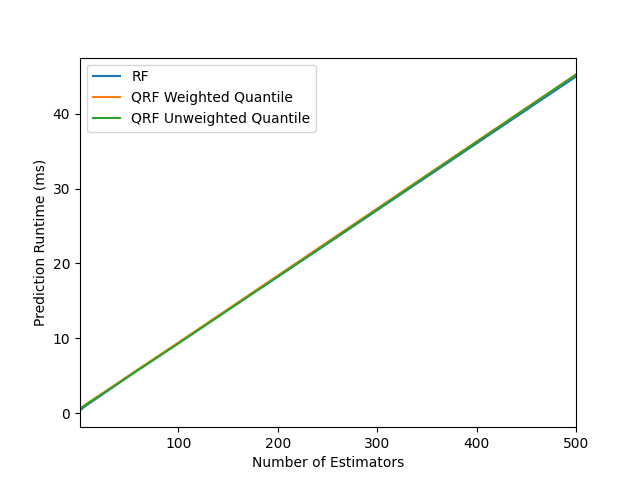 RF
QRF Weighted Quantile
QRF Unweighted Quantile
Prediction Runtime (ms)
40
30
20
10
0
100 200 300 400 500
Number of Estimators